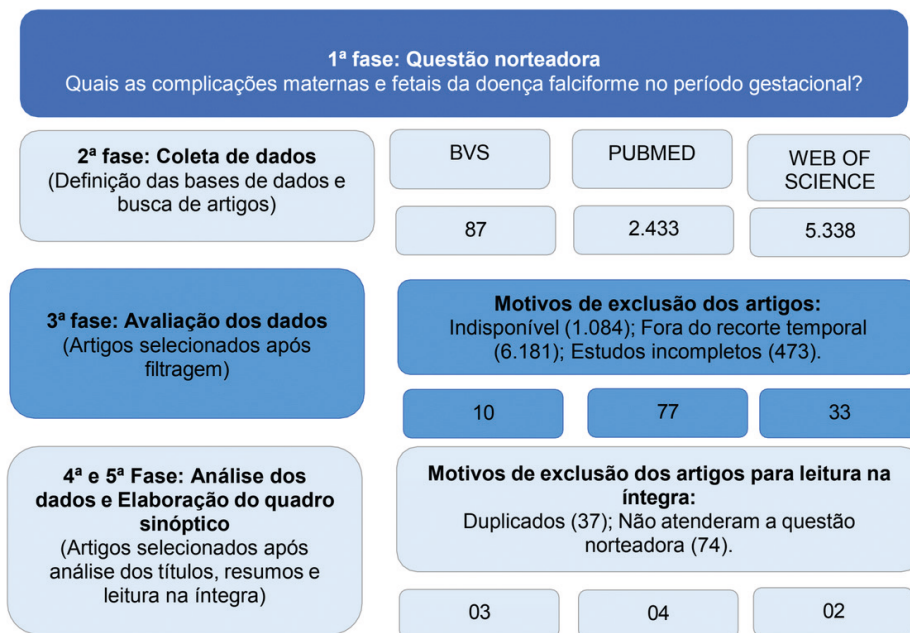 1ª fase: Questão norteadora
Quais as complicações maternas e fetais da doença falciforme no período gestacional?
2ª fase: Coleta de dados
(Definição das bases de dados e
busca de artigos)
BVS
PUBMED
WEB OF
SCIENCE
87
2.433
5.338
3ª fase: Avaliação dos dados
(Artigos selecionados após
filtragem)
Motivos de exclusão dos artigos:
Indisponível (1.084); Fora do recorte temporal
(6.181); Estudos incompletos (473).
10
77
33
4ª e 5ª Fase: Análise dos
dados e Elaboração do quadro
sinóptico
(Artigos selecionados após
análise dos títulos, resumos e
leitura na íntegra)
Motivos de exclusão dos artigos para leitura na
íntegra:
Duplicados (37); Não atenderam a questão
norteadora (74).
03
04
02